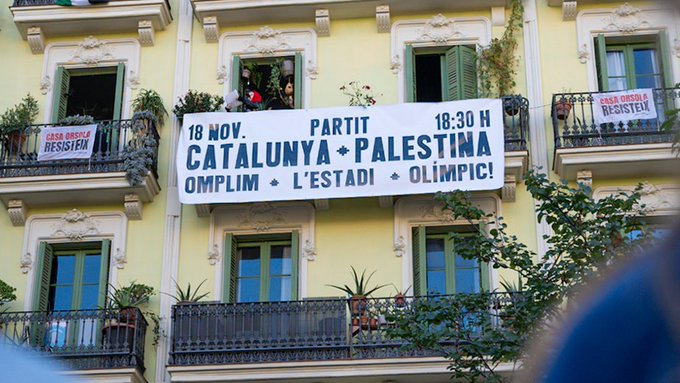 18 NOV. PARTIT 18:30 H
CATALUNYA + PALESTINA
OMPLIM + L'ESTADI + OLÍMPIC!
CASA ORSOLA
RESISTEIX
CASA ORSOLA
RESISTEIX